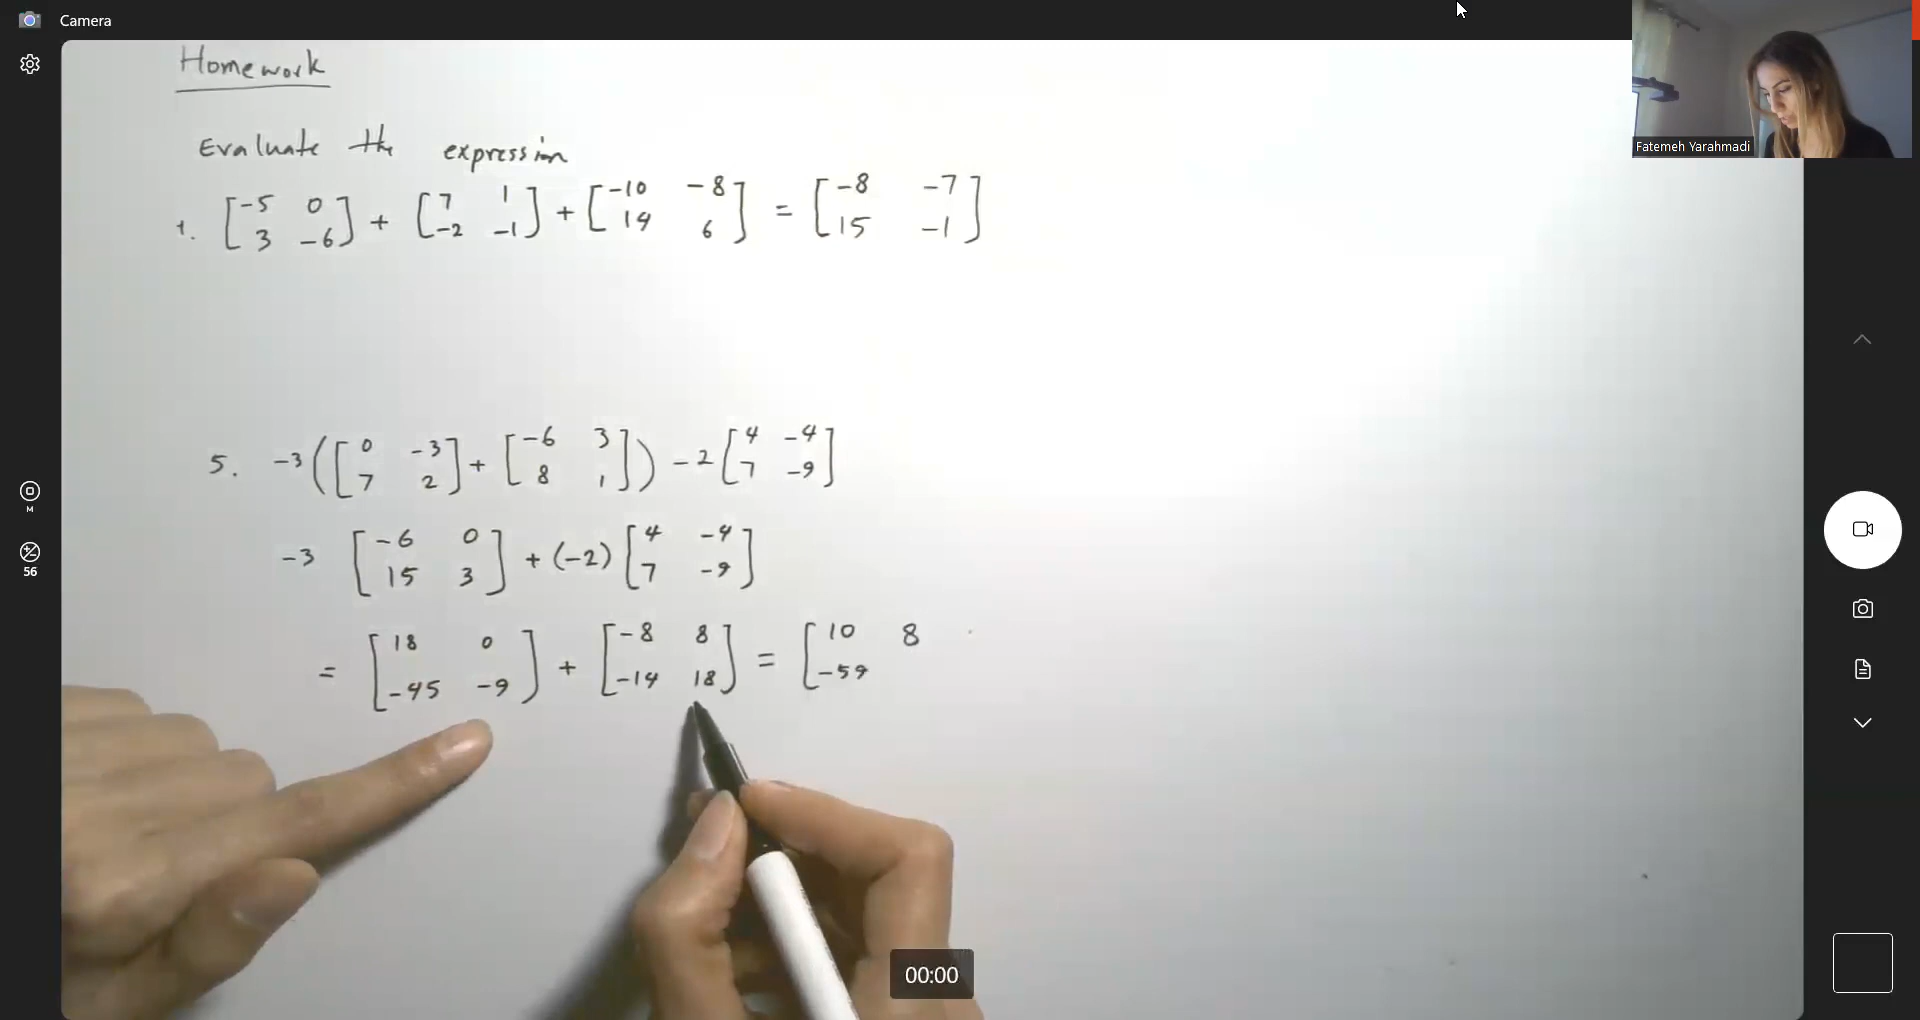 Camera
Homework
Fatemeh Yarahmadi
Evaluate the expression
1. [-5 0] + [7 1] + [-10 -8] = [-8 -7]
[3 -6] [-2 -1] [14 6] [15 -1]
5. -3([0 -3] + [-6 3]) -2[4 -4]
[7 2] [8 1] [7 -9]
-3 [-6 0] + (-2) [4 -4]
[15 3] [7 -9]
= [18 0] + [-8 8] = [10 8
[-45 -9] [-14 18] [-59
M
56
00:00